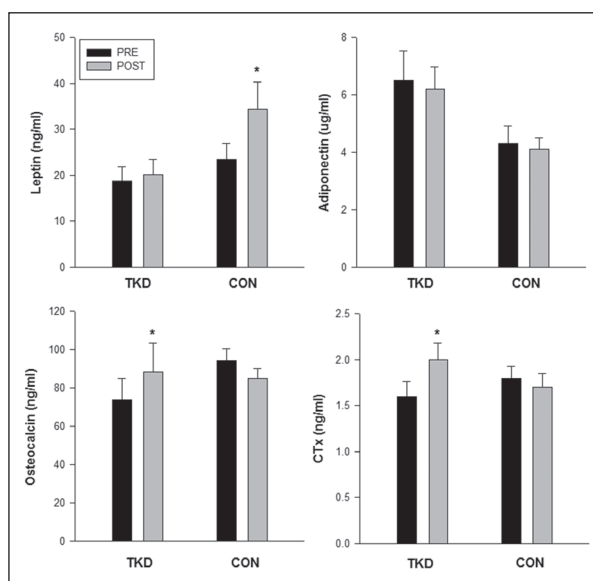 50
40
30
20
10
0
Leptin (ng/ml)
PRE
POST
*
TKD CON
8
6
4
2
0
Adiponectin (ug/ml)
TKD CON
120
100
80
60
40
20
0
Osteocalcin (ng/ml)
*
TKD CON
2.5
2.0
1.5
1.0
0.5
0.0
CTx (ng/ml)
*
TKD CON